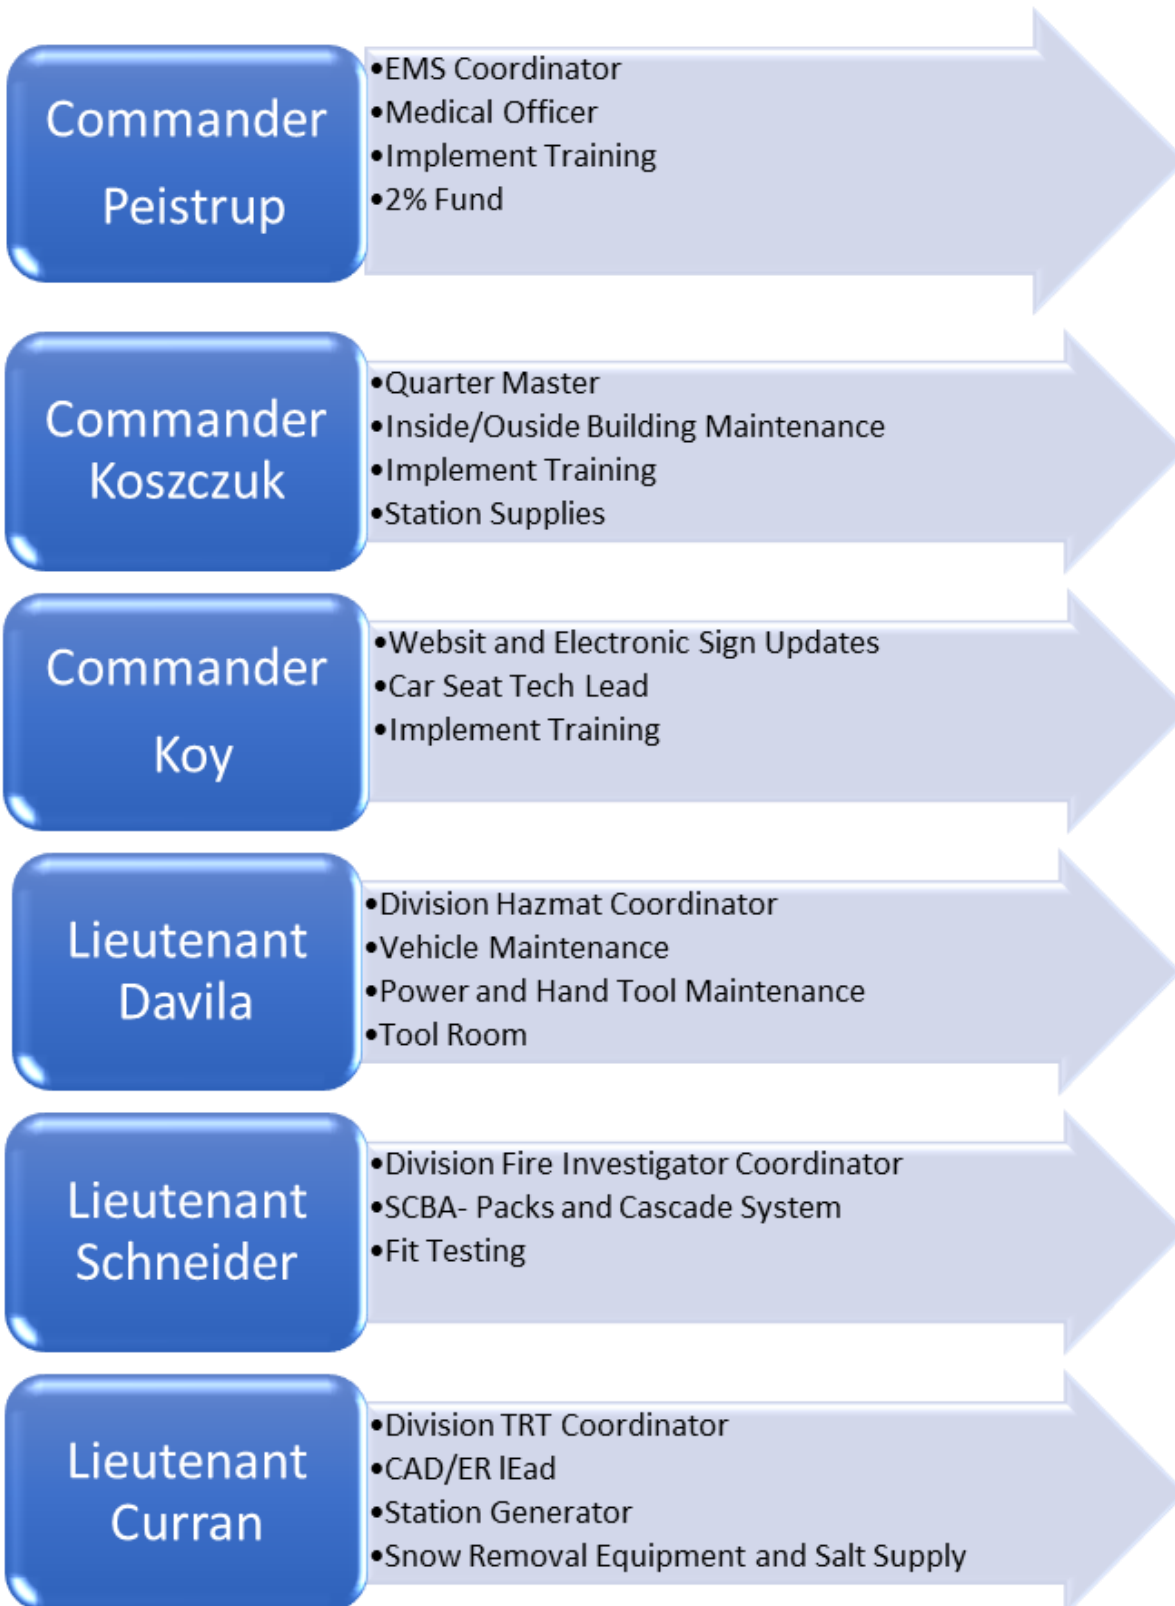 Commander
Peistrup
•EMS Coordinator
•Medical Officer
•Implement Training
•2% Fund
Commander
Koszczuk
•Quarter Master
•Inside/Ouside Building Maintenance
•Implement Training
•Station Supplies
Commander
Koy
•Websit and Electronic Sign Updates
•Car Seat Tech Lead
•Implement Training
Lieutenant
Davila
•Division Hazmat Coordinator
•Vehicle Maintenance
•Power and Hand Tool Maintenance
•Tool Room
Lieutenant
Schneider
•Division Fire Investigator Coordinator
•SCBA- Packs and Cascade System
•Fit Testing
Lieutenant
Curran
•Division TRT Coordinator
•CAD/ER lEad
•Station Generator
•Snow Removal Equipment and Salt Supply